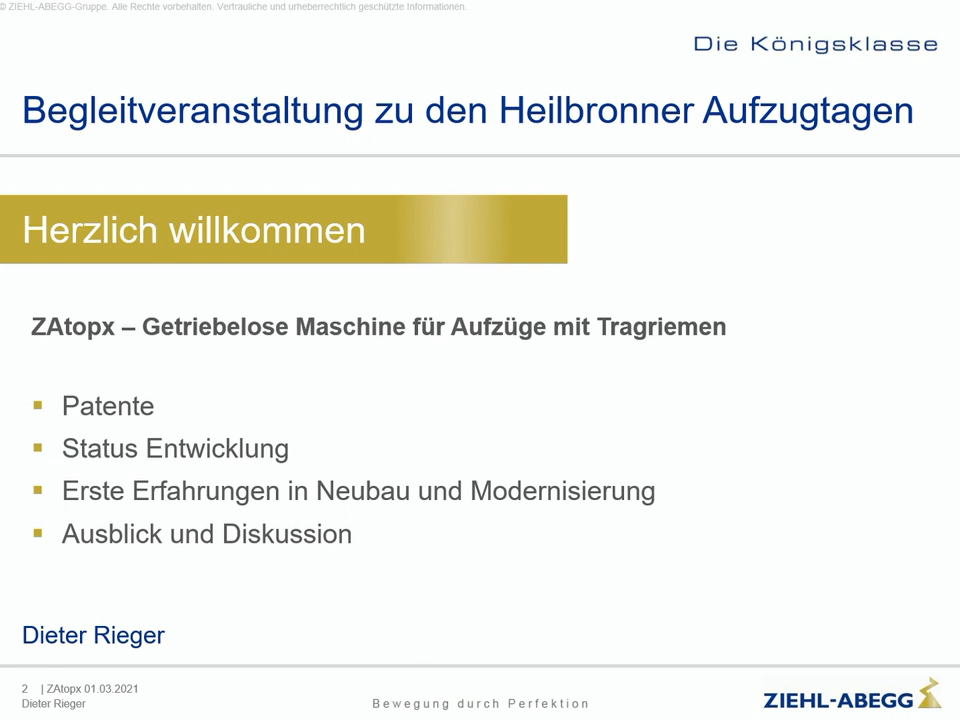 © ZIEHL-ABEGG-Gruppe. Alle Rechte vorbehalten. Vertrauliche und urheberrechtlich geschützte Informationen.
Die Königsklasse
Begleitveranstaltung zu den Heilbronner Aufzugtagen
Herzlich willkommen
ZAtopx – Getriebelose Maschine für Aufzüge mit Tragriemen
▪ Patente
▪ Status Entwicklung
▪ Erste Erfahrungen in Neubau und Modernisierung
▪ Ausblick und Diskussion
Dieter Rieger
2 | ZAtopx 01.03.2021
Dieter Rieger
Bewegung durch Perfektion
ZIEHL-ABEGG